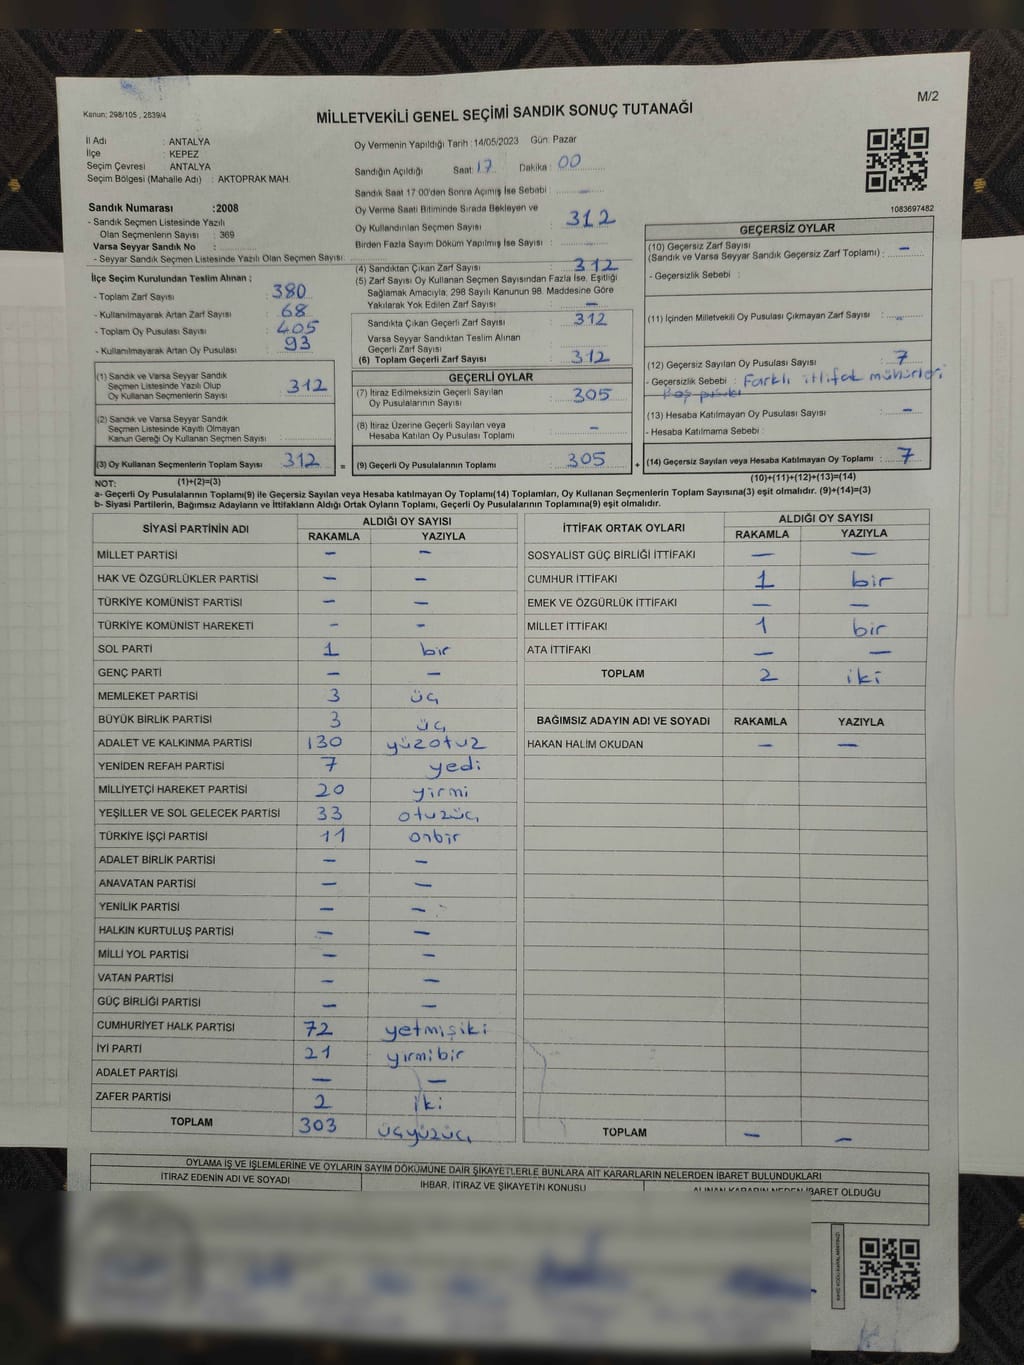 Kanun; 298/105 , 2839/4
M/2
MİLLETVEKİLİ GENEL SEÇİMİ SANDIK SONUÇ TUTANAĞI
İl Adı : ANTALYA
İlçe : KEPEZ
Seçim Çevresi : ANTALYA
Seçim Bölgesi (Mahalle Adı) : AKTOPRAK MAH.
Sandık Numarası :2008
- Sandık Seçmen Listesinde Yazılı
Olan Seçmenlerin Sayısı : 369
Varsa Seyyar Sandık No :
- Seyyar Sandık Seçmen Listesinde Yazılı Olan Seçmen Sayısı:
Oy Vermenin Yapıldığı Tarih :14/05/2023 Gün: Pazar
Sandığın Açıldığı Saat: 17 Dakika : 00
Sandık Saat 17:00'den Sonra Açımış İse Sebebi : –
Oy Verme Saati Bitiminde Sırada Bekleyen ve
Oy Kullandırılan Seçmen Sayısı : 312
Birden Fazla Sayım Döküm Yapılmış İse Sayısı :
1083697482
İlçe Seçim Kurulundan Teslim Alınan ;
- Toplam Zarf Sayısı : 380
- Kullanılmayarak Artan Zarf Sayısı : 68
- Toplam Oy Pusulası Sayısı : 405
- Kullanılmayarak Artan Oy Pusulası : 93
(1) Sandık ve Varsa Seyyar Sandık
Seçmen Listesinde Yazılı Olup
Oy Kullanan Seçmenlerin Sayısı : 312
(2) Sandık ve Varsa Seyyar Sandık
Seçmen Listesinde Kayıtlı Olmayan
Kanun Gereği Oy Kullanan Seçmen Sayısı :
(3) Oy Kullanan Seçmenlerin Toplam Sayısı : 312 =
(4) Sandıktan Çıkan Zarf Sayısı : 312
(5) Zarf Sayısı Oy Kullanan Seçmen Sayısından Fazla İse, Eşitliği
Sağlamak Amacıyla; 298 Sayılı Kanunun 98. Maddesine Göre
Yakılarak Yok Edilen Zarf Sayısı : –
Sandıkta Çıkan Geçerli Zarf Sayısı : 312
Varsa Seyyar Sandıktan Teslim Alınan
Geçerli Zarf Sayısı :
(6) Toplam Geçerli Zarf Sayısı : 312
GEÇERLİ OYLAR
(7) İtiraz Edilmeksizin Geçerli Sayılan
Oy Pusulalarının Sayısı : 305
(8) İtiraz Üzerine Geçerli Sayılan veya
Hesaba Katılan Oy Pusulası Toplamı : –
(9) Geçerli Oy Pusulalarının Toplamı : 305 +
GEÇERSİZ OYLAR
(10) Geçersiz Zarf Sayısı
(Sandık ve Varsa Seyyar Sandık Geçersiz Zarf Toplamı) : –
- Geçersizlik Sebebi :
(11) İçinden Milletvekili Oy Pusulası Çıkmayan Zarf Sayısı : –
(12) Geçersiz Sayılan Oy Pusulası Sayısı : 7
- Geçersizlik Sebebi : Farklı ittifak mühürleri
(13) Hesaba Katılmayan Oy Pusulası Sayısı : –
- Hesaba Katılmama Sebebi :
(14) Geçersiz Sayılan veya Hesaba Katılmayan Oy Toplamı : 7
NOT: (1)+(2)=(3) (10)+(11)+(12)+(13)=(14)
a- Geçerli Oy Pusulalarının Toplamı(9) ile Geçersiz Sayılan veya Hesaba katılmayan Oy Toplamı(14) Toplamları, Oy Kullanan Seçmenlerin Toplam Sayısına(3) eşit olmalıdır. (9)+(14)=(3)
b- Siyasi Partilerin, Bağımsız Adayların ve İttifakların Aldığı Ortak Oyların Toplamı, Geçerli Oy Pusulalarının Toplamına(9) eşit olmalıdır.
SİYASİ PARTİNİN ADI ALDIĞI OY SAYISI
RAKAMLA YAZIYLA
MİLLET PARTİSİ – –
HAK VE ÖZGÜRLÜKLER PARTİSİ – –
TÜRKİYE KOMÜNİST PARTİSİ – –
TÜRKİYE KOMÜNİST HAREKETİ – –
SOL PARTİ 1 bir
GENÇ PARTİ – –
MEMLEKET PARTİSİ 3 üç
BÜYÜK BİRLİK PARTİSİ 3 üç
ADALET VE KALKINMA PARTİSİ 130 yüzotuz
YENİDEN REFAH PARTİSİ 7 yedi
MİLLİYETÇİ HAREKET PARTİSİ 20 yirmi
YEŞİLLER VE SOL GELECEK PARTİSİ 33 otuzüç
TÜRKİYE İŞÇİ PARTİSİ 11 onbir
ADALET BİRLİK PARTİSİ – –
ANAVATAN PARTİSİ – –
YENİLİK PARTİSİ – –
HALKIN KURTULUŞ PARTİSİ – –
MİLLİ YOL PARTİSİ – –
VATAN PARTİSİ – –
GÜÇ BİRLİĞİ PARTİSİ – –
CUMHURİYET HALK PARTİSİ 72 yetmişiki
İYİ PARTİ 21 yirmibir
ADALET PARTİSİ – –
ZAFER PARTİSİ 2 iki
TOPLAM 303 üçyüzüç
İTTİFAK ORTAK OYLARI ALDIĞI OY SAYISI
RAKAMLA YAZIYLA
SOSYALİST GÜÇ BİRLİĞİ İTTİFAKI – –
CUMHUR İTTİFAKI 1 bir
EMEK VE ÖZGÜRLÜK İTTİFAKI – –
MİLLET İTTİFAKI 1 bir
ATA İTTİFAKI – –
TOPLAM 2 iki
BAĞIMSIZ ADAYIN ADI VE SOYADI RAKAMLA YAZIYLA
HAKAN HALİM OKUDAN – –
TOPLAM – –
OYLAMA İŞ VE İŞLEMLERİNE VE OYLARIN SAYIM DÖKÜMÜNE DAİR ŞİKAYETLERLE BUNLARA AİT KARARLARIN NELERDEN İBARET BULUNDUKLARI
İTİRAZ EDENİN ADI VE SOYADI İHBAR, İTİRAZ VE ŞİKAYETİN KONUSU ALINAN KARARIN NEDEN İBARET OLDUĞU